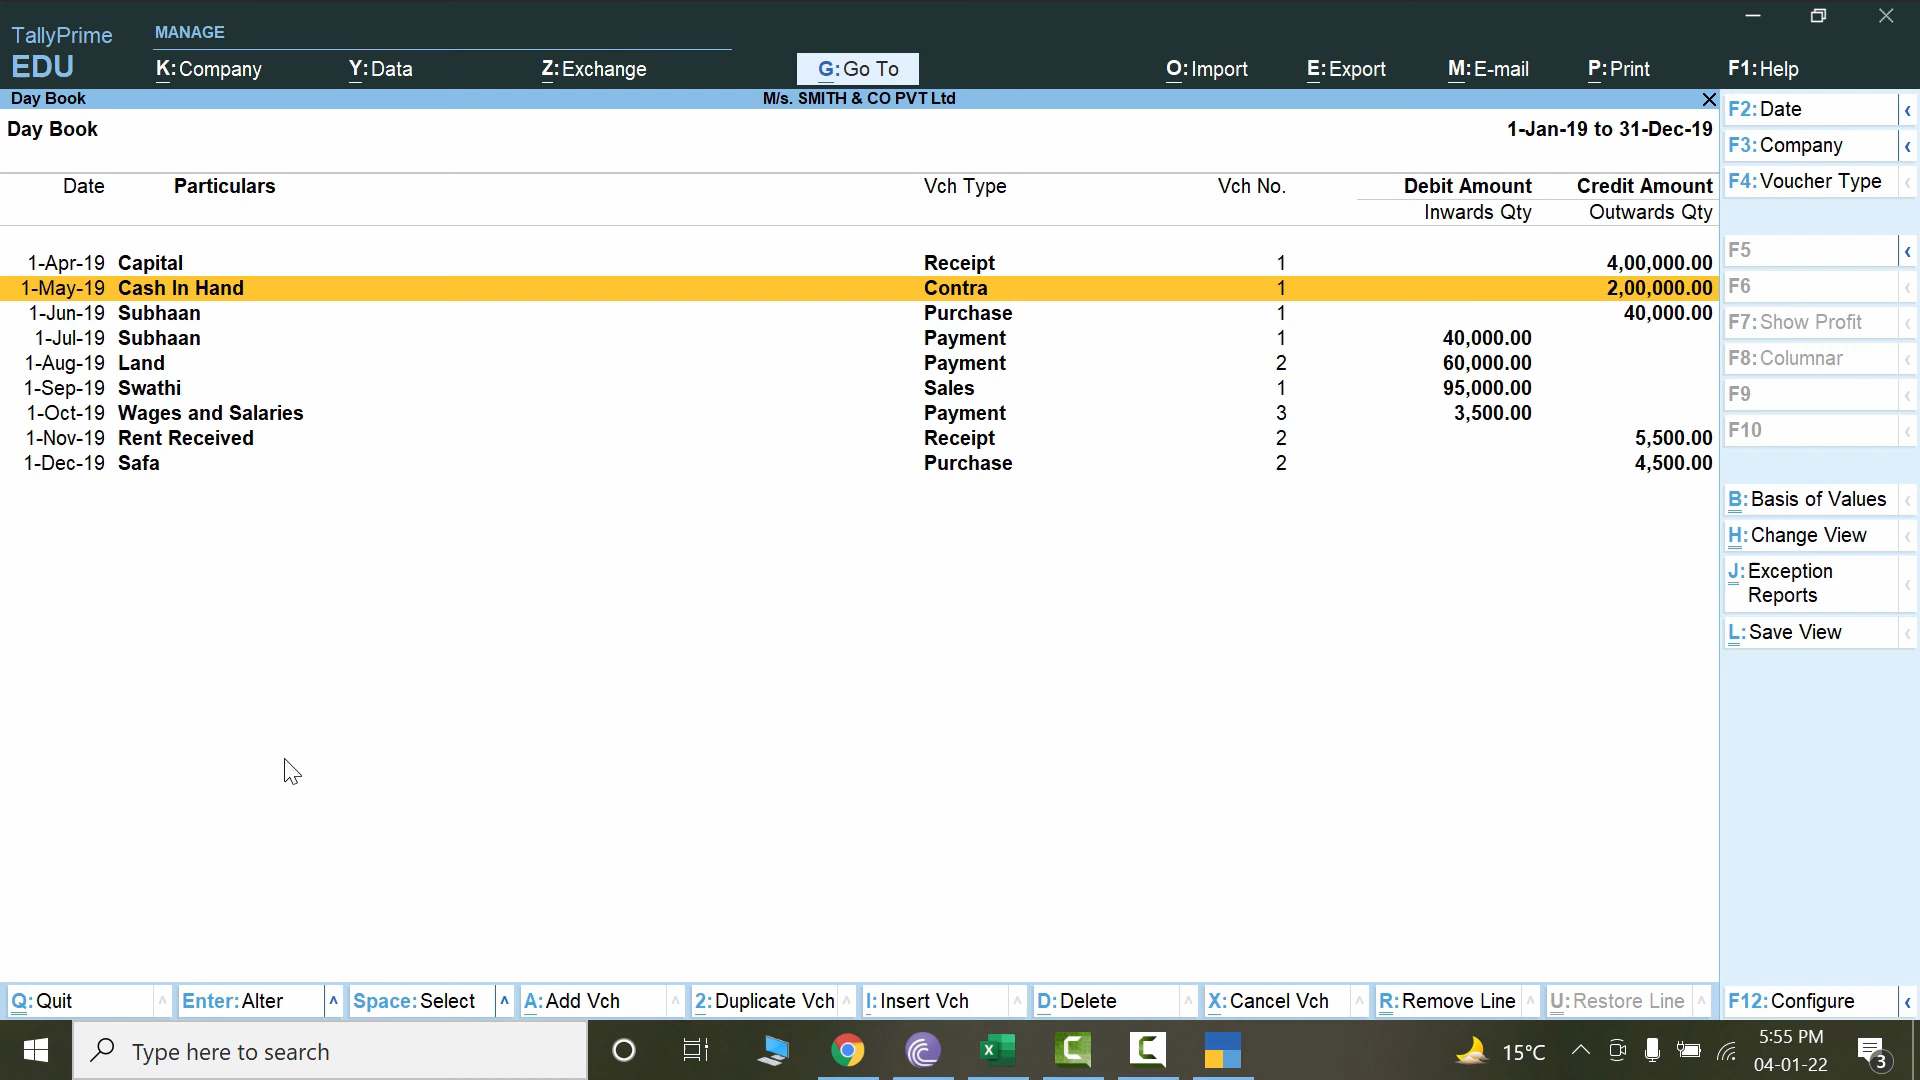 TallyPrime
EDU
MANAGE
K:Company Y:Data Z:Exchange G:Go To O:Import E:Export M:E-mail P:Print F1:Help
Day Book M/s. SMITH & CO PVT Ltd
Day Book 1-Jan-19 to 31-Dec-19
Date Particulars Vch Type Vch No. Debit Amount Credit Amount
Inwards Qty Outwards Qty
1-Apr-19 Capital Receipt 1 4,00,000.00
1-May-19 Cash In Hand Contra 1 2,00,000.00
1-Jun-19 Subhaan Purchase 1 40,000.00
1-Jul-19 Subhaan Payment 1 40,000.00
1-Aug-19 Land Payment 2 60,000.00
1-Sep-19 Swathi Sales 1 95,000.00
1-Oct-19 Wages and Salaries Payment 3 3,500.00
1-Nov-19 Rent Received Receipt 2 5,500.00
1-Dec-19 Safa Purchase 2 4,500.00
F2:Date
F3:Company
F4:Voucher Type
F5
F6
F7:Show Profit
F8:Columnar
F9
F10
B:Basis of Values
H:Change View
J:Exception
Reports
L:Save View
Q:Quit Enter:Alter Space:Select A:Add Vch 2:Duplicate Vch I:Insert Vch D:Delete X:Cancel Vch R:Remove Line U:Restore Line F12:Configure
Type here to search 15°C 5:55 PM
04-01-22 3